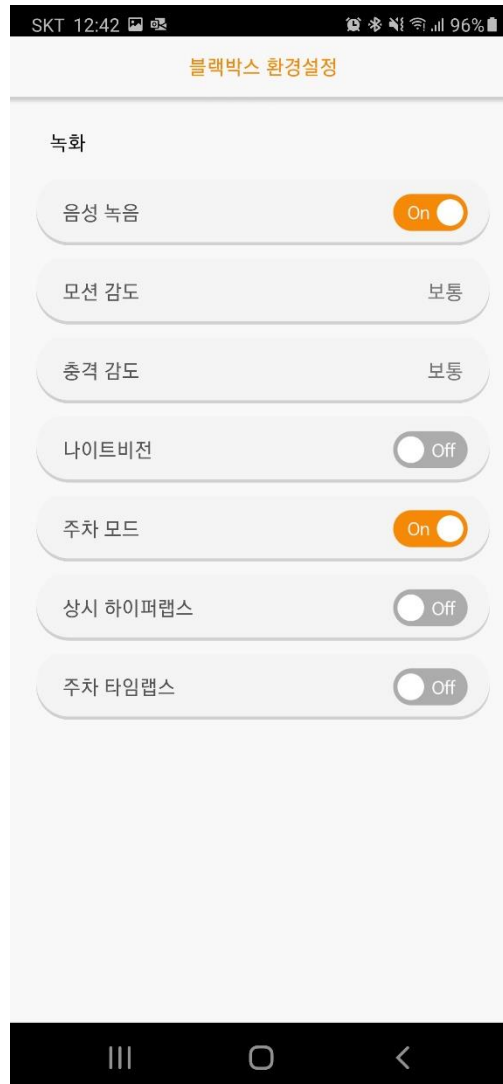 SKT 12:42 96%
블랙박스 환경설정
녹화
음성 녹음 On
모션 감도 보통
충격 감도 보통
나이트비전 Off
주차 모드 On
상시 하이퍼랩스 Off
주차 타임랩스 Off